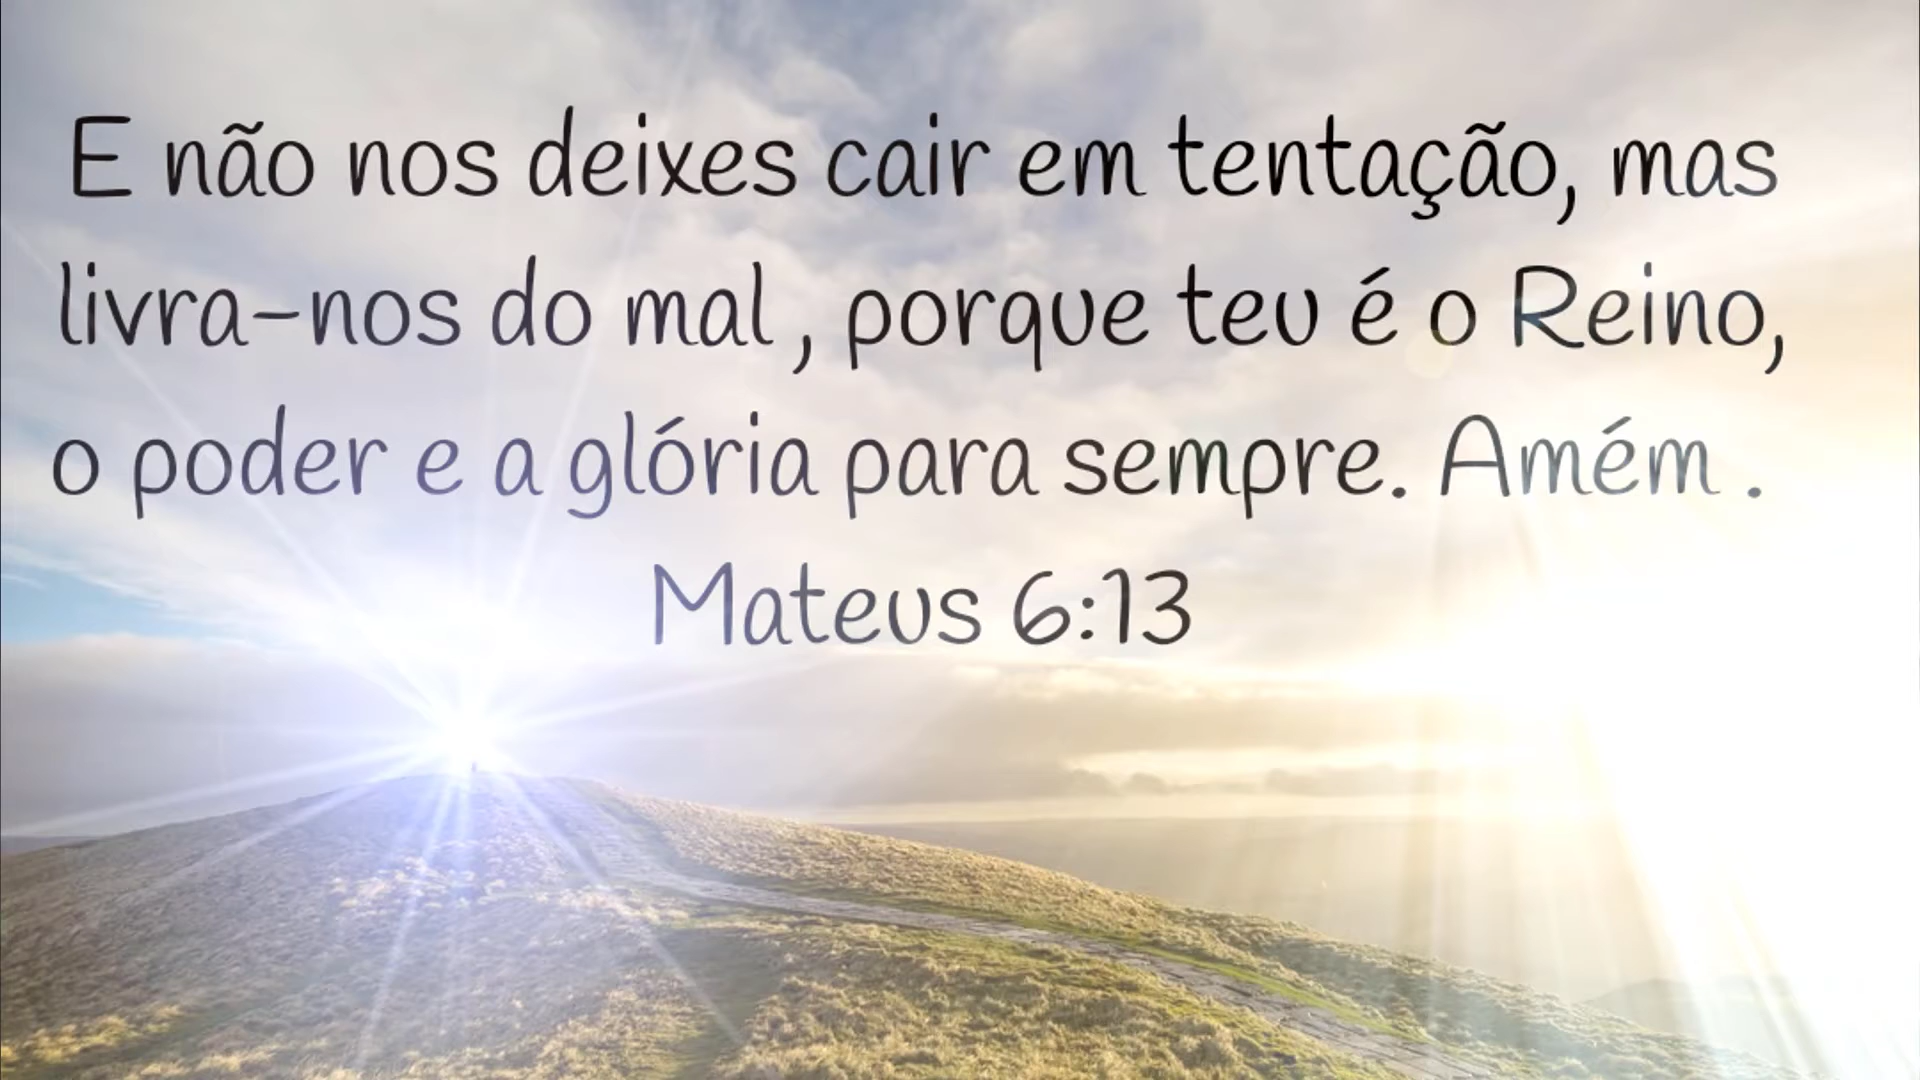 E não nos deixes cair em tentação, mas
livra-nos do mal , porque teu é o Reino,
o poder e a glória para sempre. Amém .
Mateus 6:13